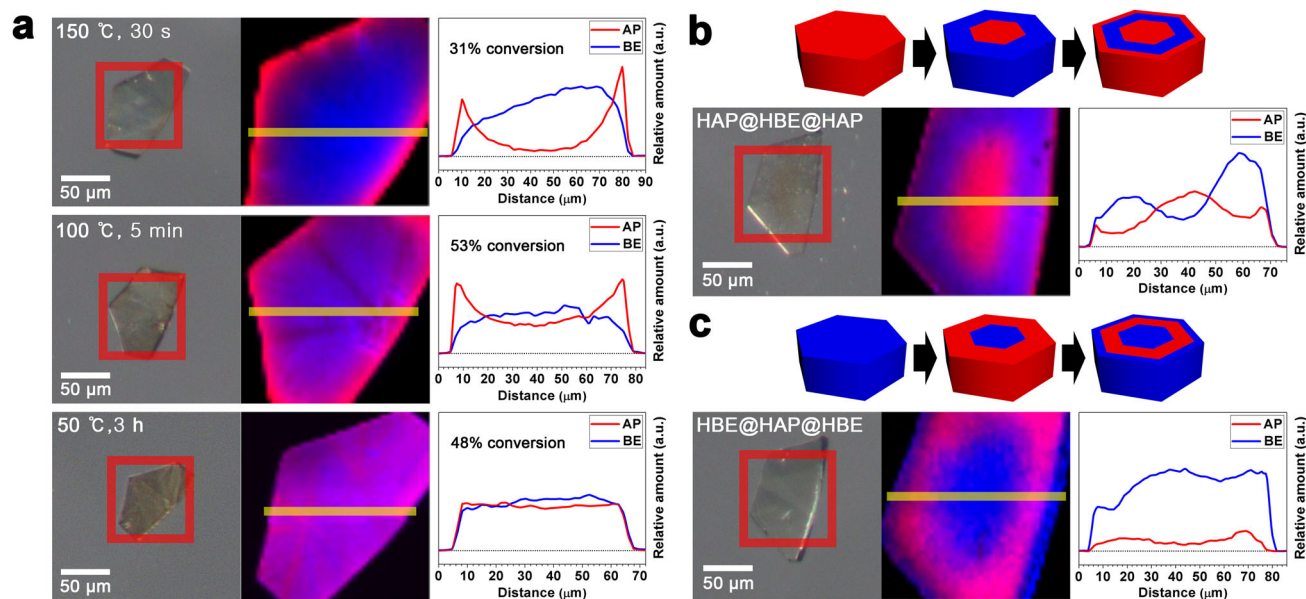 a
150 ℃, 30 s
50 µm
31% conversion
AP
BE
Relative amount (a.u.)
0 10 20 30 40 50 60 70 80 90
Distance (µm)
100 ℃, 5 min
50 µm
53% conversion
AP
BE
Relative amount (a.u.)
0 10 20 30 40 50 60 70 80 90
Distance (µm)
50 ℃,3 h
50 µm
48% conversion
AP
BE
Relative amount (a.u.)
0 10 20 30 40 50 60 70 80
Distance (µm)
b
HAP@HBE@HAP
50 µm
AP
BE
Relative amount (a.u.)
0 10 20 30 40 50 60 70
Distance (µm)
c
HBE@HAP@HBE
50 µm
AP
BE
Relative amount (a.u.)
0 10 20 30 40 50 60 70 80
Distance (µm)